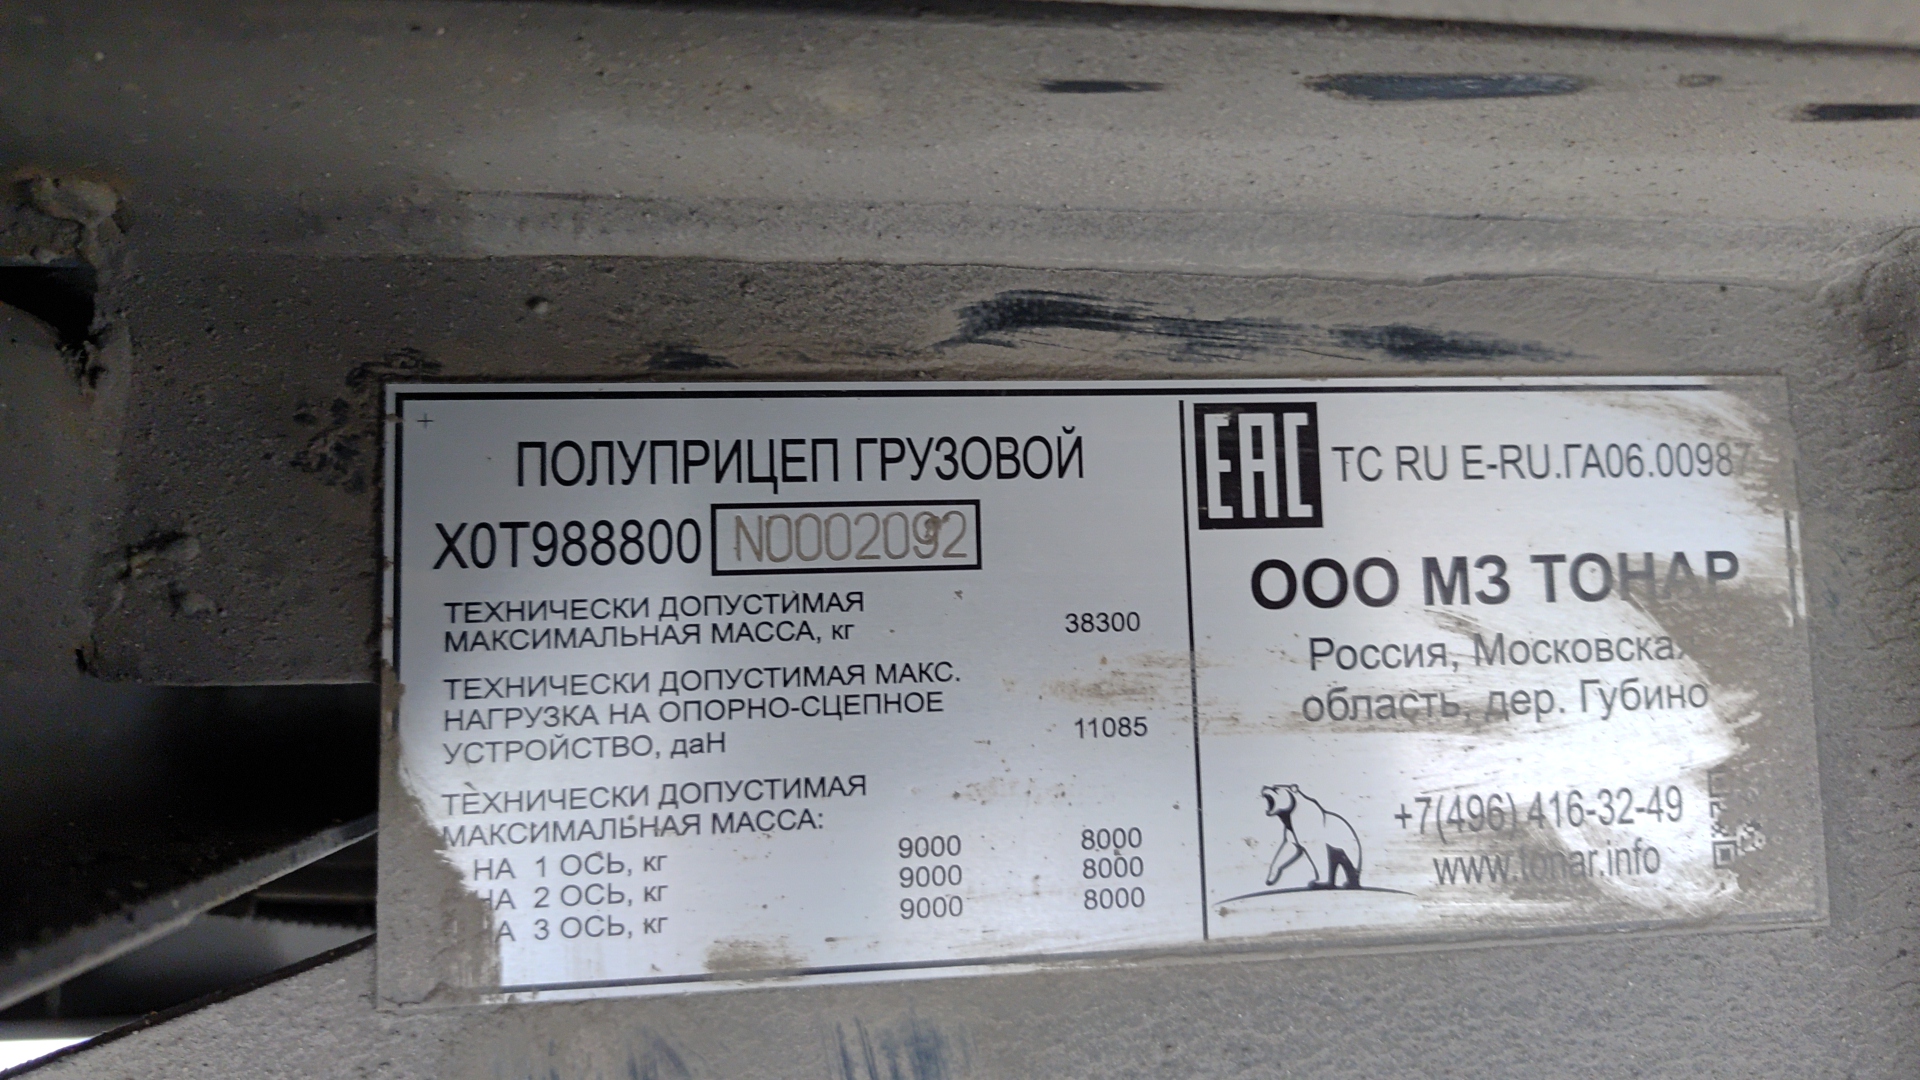 ПОЛУПРИЦЕП ГРУЗОВОЙ
X0T988800 N0002092
ТЕХНИЧЕСКИ ДОПУСТИМАЯ
МАКСИМАЛЬНАЯ МАССА, кг 38300
ТЕХНИЧЕСКИ ДОПУСТИМАЯ МАКС.
НАГРУЗКА НА ОПОРНО-СЦЕПНОЕ
УСТРОЙСТВО, даН 11085
ТЕХНИЧЕСКИ ДОПУСТИМАЯ
МАКСИМАЛЬНАЯ МАССА:
НА 1 ОСЬ, кг 9000 8000
НА 2 ОСЬ, кг 9000 8000
НА 3 ОСЬ, кг 9000 8000
EAC TC RU E-RU.ГА06.00987
ООО МЗ ТОНАР
Россия, Московская
область, дер. Губино
+7(496) 416-32-49
www.tonar.info